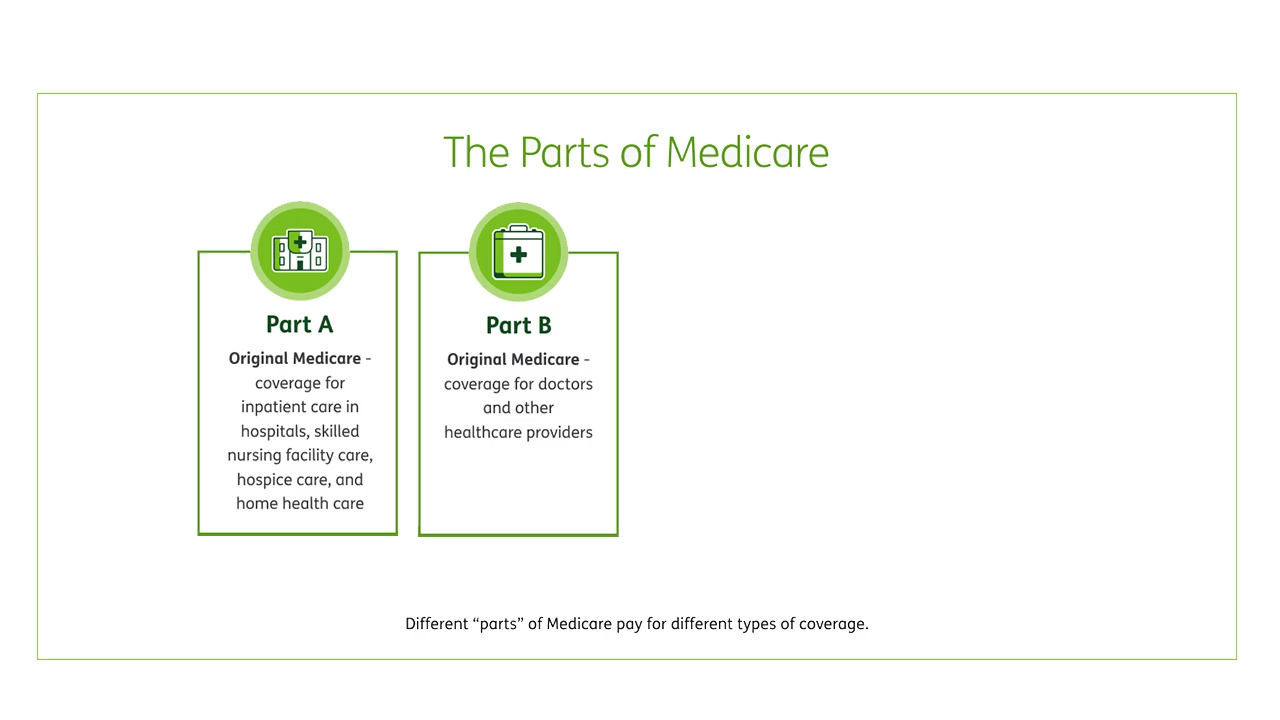 The Parts of Medicare
Part A
Original Medicare -
coverage for
inpatient care in
hospitals, skilled
nursing facility care,
hospice care, and
home health care
Part B
Original Medicare -
coverage for doctors
and other
healthcare providers
Different “parts” of Medicare pay for different types of coverage.